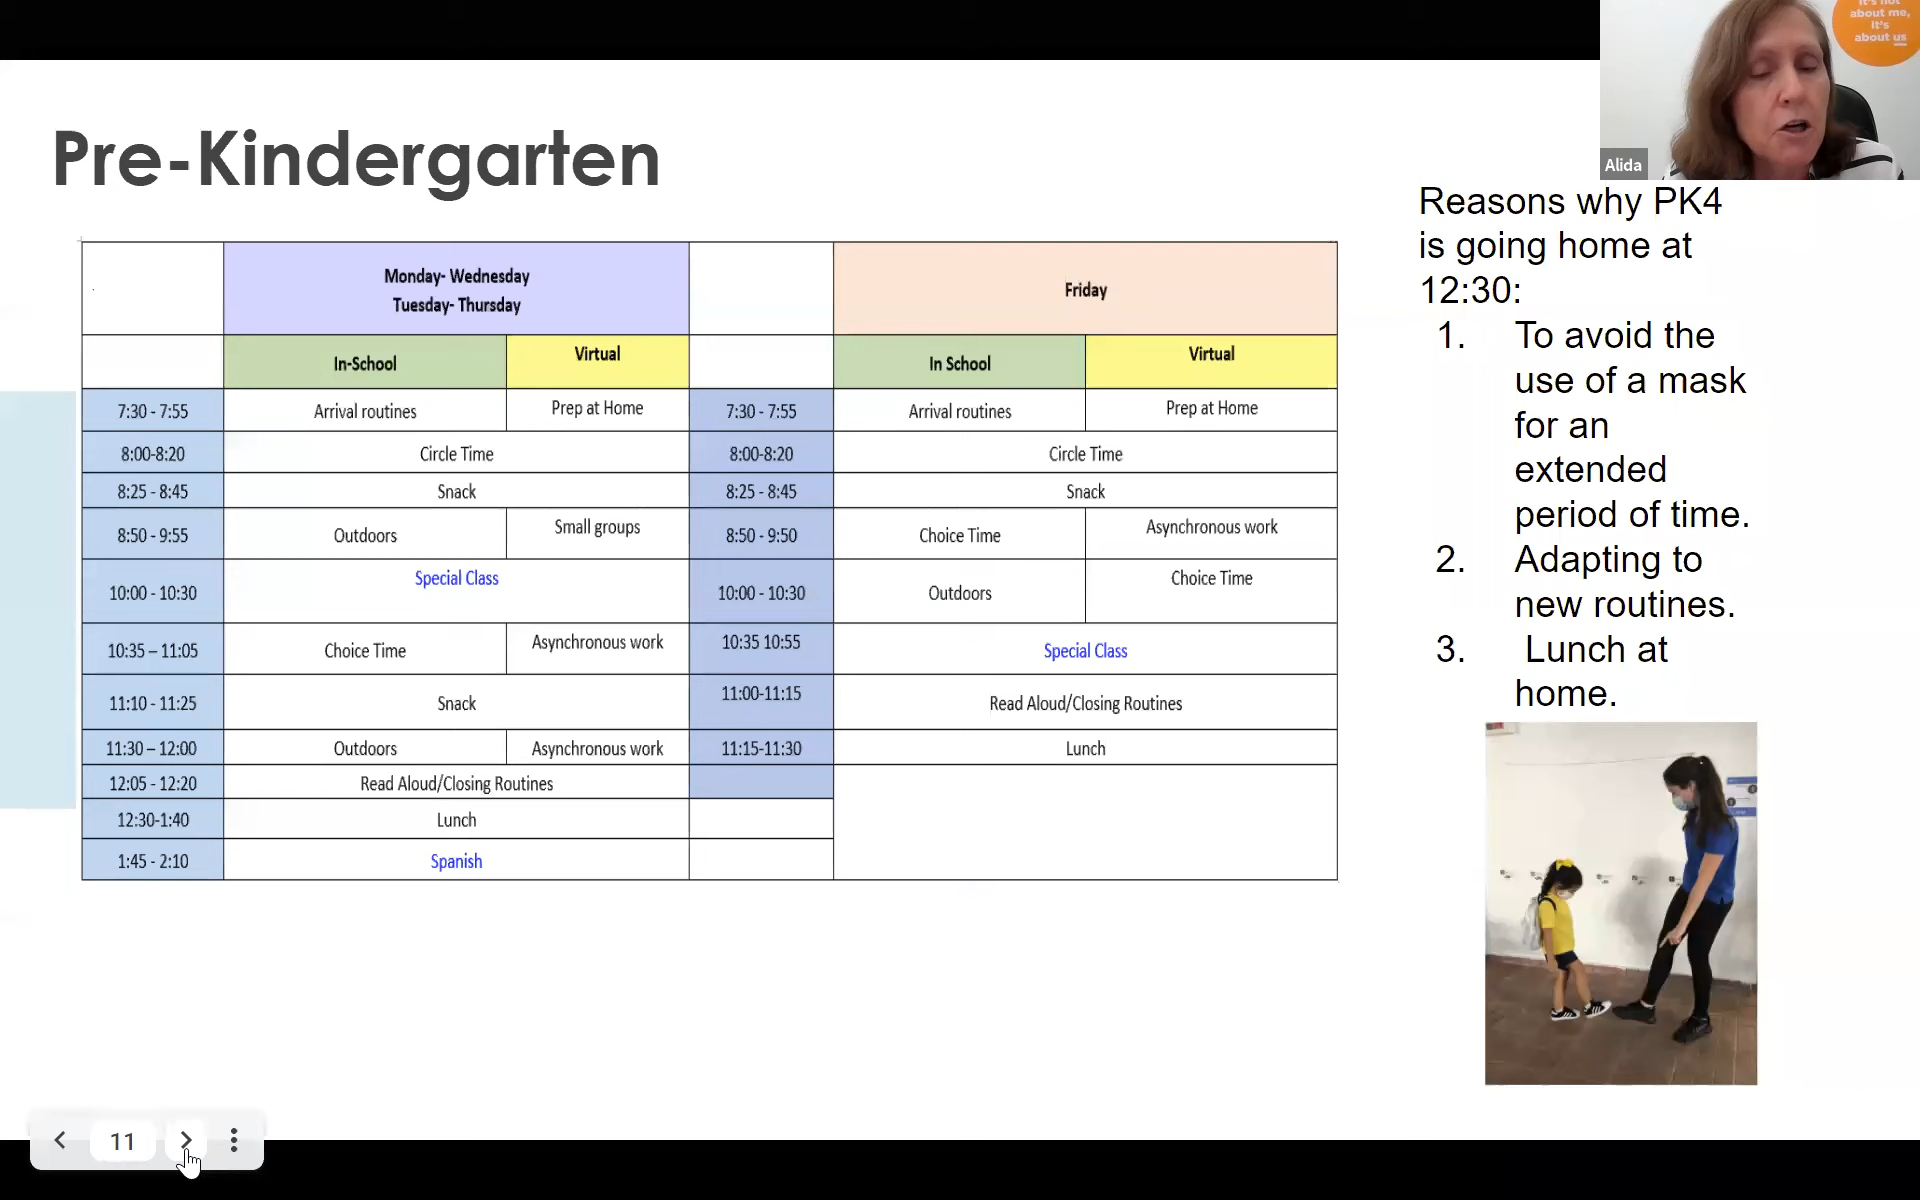 it's not
about me,
it's
about us
Alida
Pre-Kindergarten
Reasons why PK4
is going home at
12:30:
1. To avoid the
use of a mask
for an
extended
period of time.
2. Adapting to
new routines.
3. Lunch at
home.
Monday- Wednesday
Tuesday- Thursday
Friday
In-School Virtual In School Virtual
7:30 - 7:55 Arrival routines Prep at Home 7:30 - 7:55 Arrival routines Prep at Home
8:00-8:20 Circle Time 8:00-8:20 Circle Time
8:25 - 8:45 Snack 8:25 - 8:45 Snack
8:50 - 9:55 Outdoors Small groups 8:50 - 9:50 Choice Time Asynchronous work
10:00 - 10:30 Special Class 10:00 - 10:30 Outdoors Choice Time
10:35 – 11:05 Choice Time Asynchronous work 10:35 10:55 Special Class
11:10 - 11:25 Snack 11:00-11:15 Read Aloud/Closing Routines
11:30 – 12:00 Outdoors Asynchronous work 11:15-11:30 Lunch
12:05 - 12:20 Read Aloud/Closing Routines
12:30-1:40 Lunch
1:45 - 2:10 Spanish
11